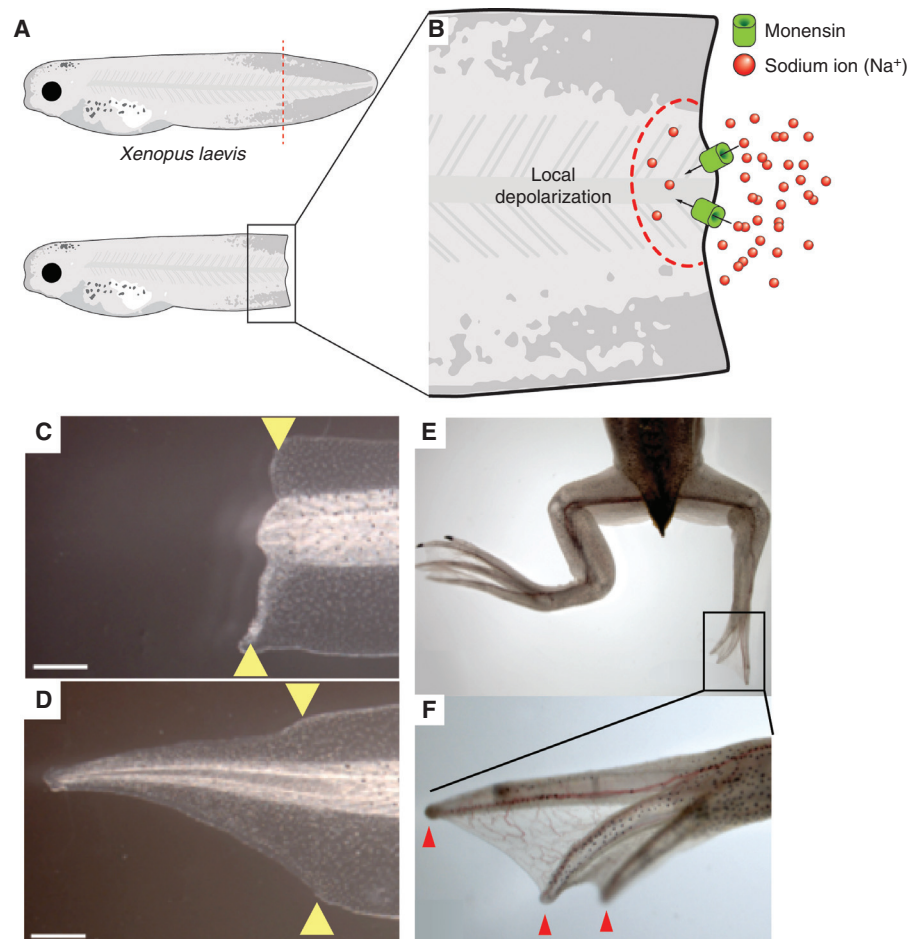 A
Xenopus laevis
B
Monensin
Sodium ion (Na⁺)
Local
depolarization
C
D
E
F